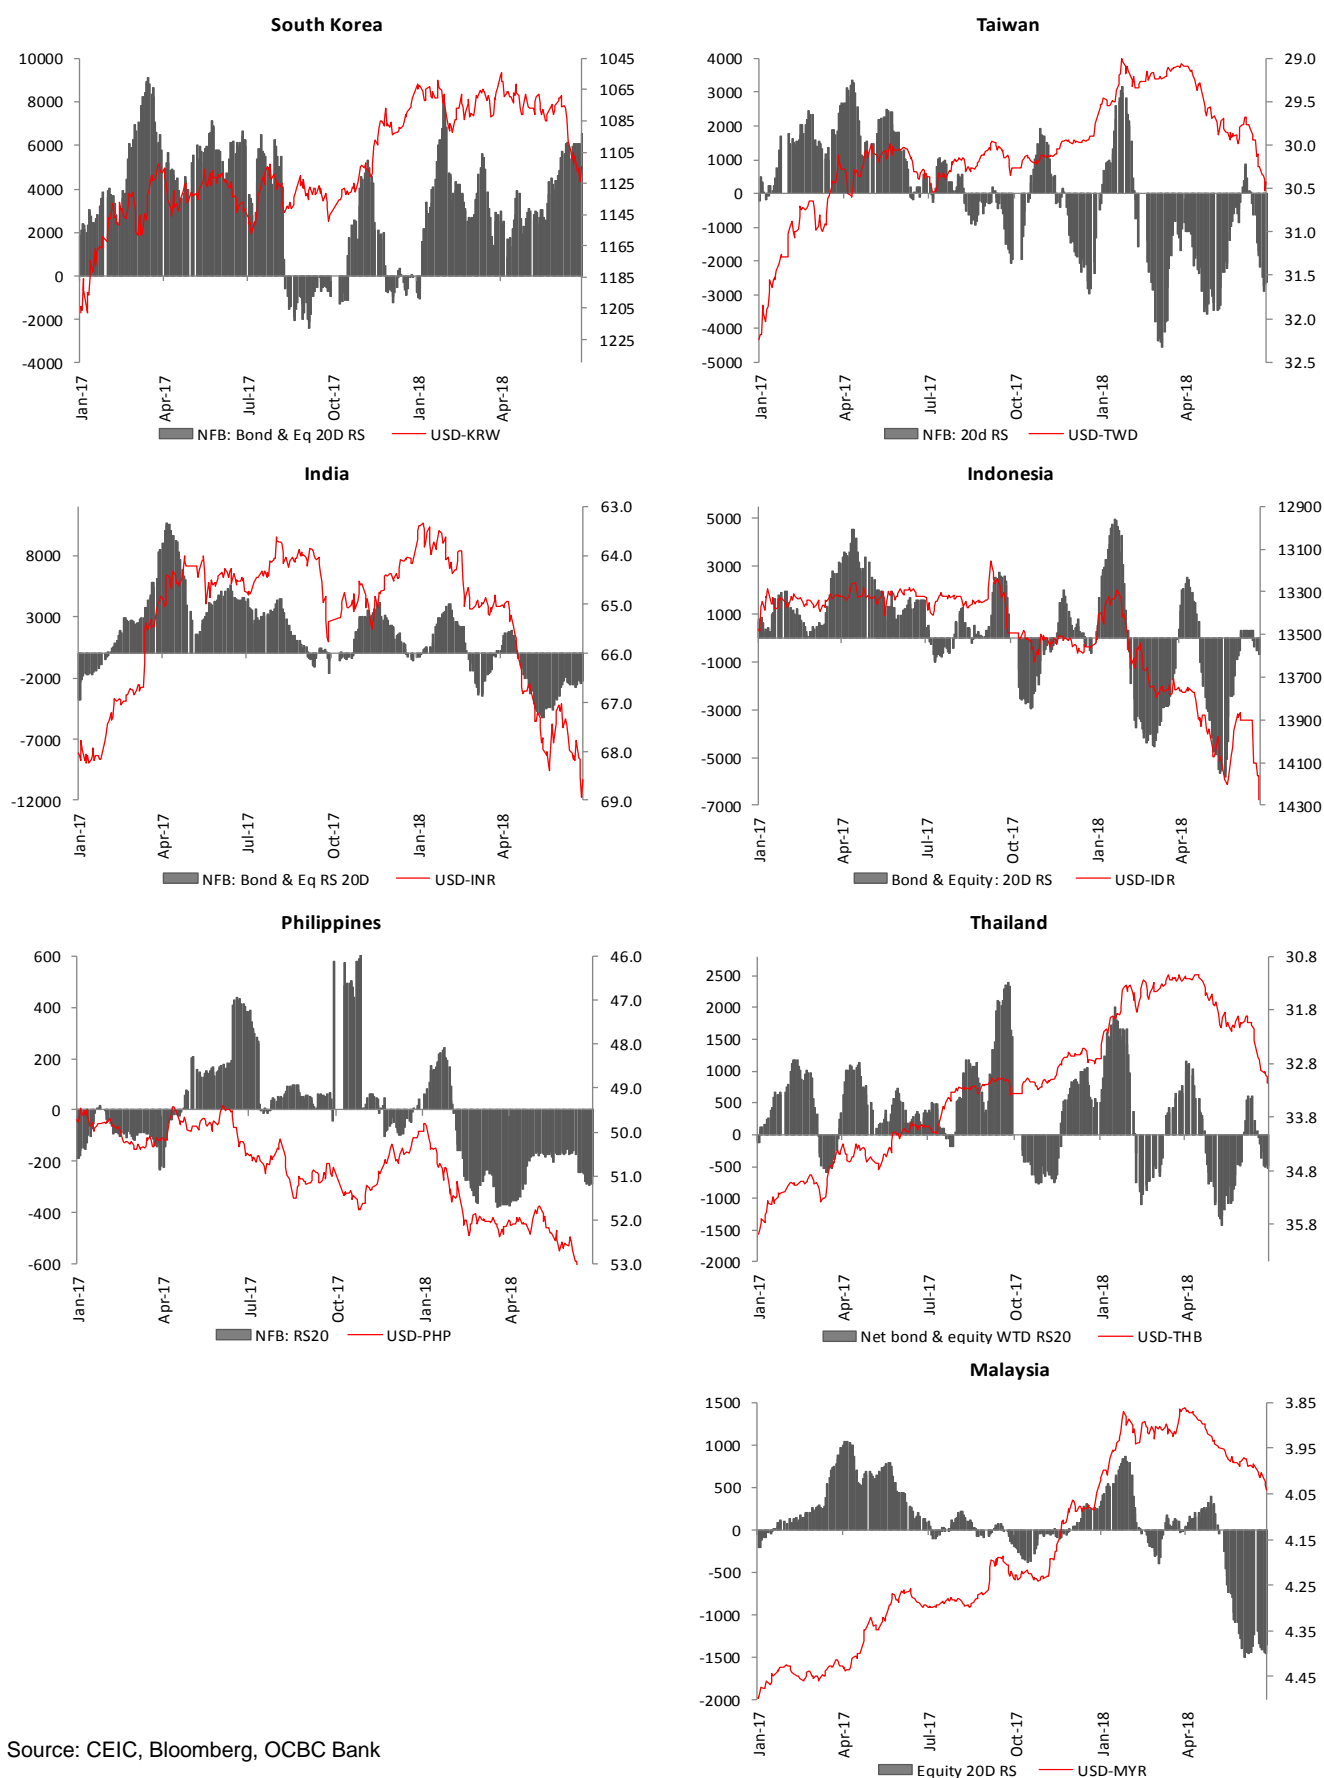 South Korea
10000
8000
6000
4000
2000
0
-2000
-4000
1045
1065
1085
1105
1125
1145
1165
1185
1205
1225
Jan-17
Apr-17
Jul-17
Oct-17
Jan-18
Apr-18
NFB: Bond & Eq 20D RS
USD-KRW
Taiwan
4000
3000
2000
1000
0
-1000
-2000
-3000
-4000
-5000
29.0
29.5
30.0
30.5
31.0
31.5
32.0
32.5
Jan-17
Apr-17
Jul-17
Oct-17
Jan-18
Apr-18
NFB: 20d RS
USD-TWD
India
8000
3000
-2000
-7000
-12000
63.0
64.0
65.0
66.0
67.0
68.0
69.0
Jan-17
Apr-17
Jul-17
Oct-17
Jan-18
Apr-18
NFB: Bond & Eq RS 20D
USD-INR
Indonesia
5000
3000
1000
-1000
-3000
-5000
-7000
12900
13100
13300
13500
13700
13900
14100
14300
Jan-17
Apr-17
Jul-17
Oct-17
Jan-18
Apr-18
Bond & Equity: 20D RS
USD-IDR
Philippines
600
400
200
0
-200
-400
-600
46.0
47.0
48.0
49.0
50.0
51.0
52.0
53.0
Jan-17
Apr-17
Jul-17
Oct-17
Jan-18
Apr-18
NFB: RS20
USD-PHP
Thailand
2500
2000
1500
1000
500
0
-500
-1000
-1500
-2000
30.8
31.8
32.8
33.8
34.8
35.8
Jan-17
Apr-17
Jul-17
Oct-17
Jan-18
Apr-18
Net bond & equity WTD RS20
USD-THB
Malaysia
1500
1000
500
0
-500
-1000
-1500
-2000
3.85
3.95
4.05
4.15
4.25
4.35
4.45
Jan-17
Apr-17
Jul-17
Oct-17
Jan-18
Apr-18
Equity 20D RS
USD-MYR
Source: CEIC, Bloomberg, OCBC Bank